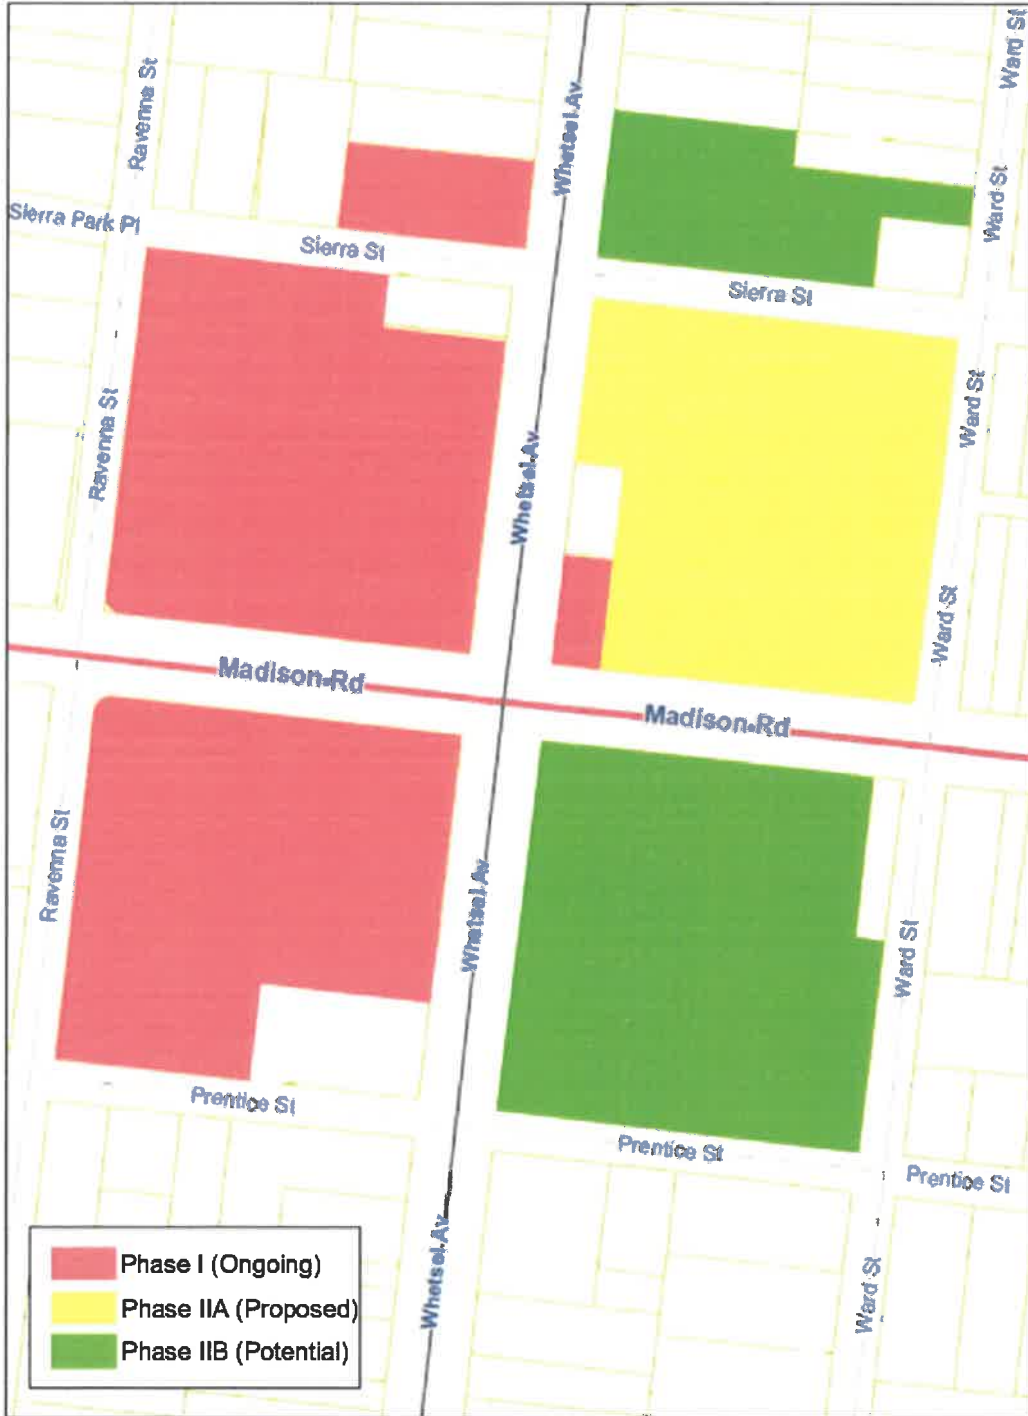 Ward St
Ravenna St
Whetsel Av
Ward St
Sierra Park Pl
Sierra St
Sierra St
Ravenna St
Ward St
Whetsel Av
Ward St
Madison Rd
Madison Rd
Ravenna St
Whetsel Av
Ward St
Prentice St
Prentice St
Prentice St
Whetsel Av
Ward St
Phase I (Ongoing)
Phase IIA (Proposed)
Phase IIB (Potential)